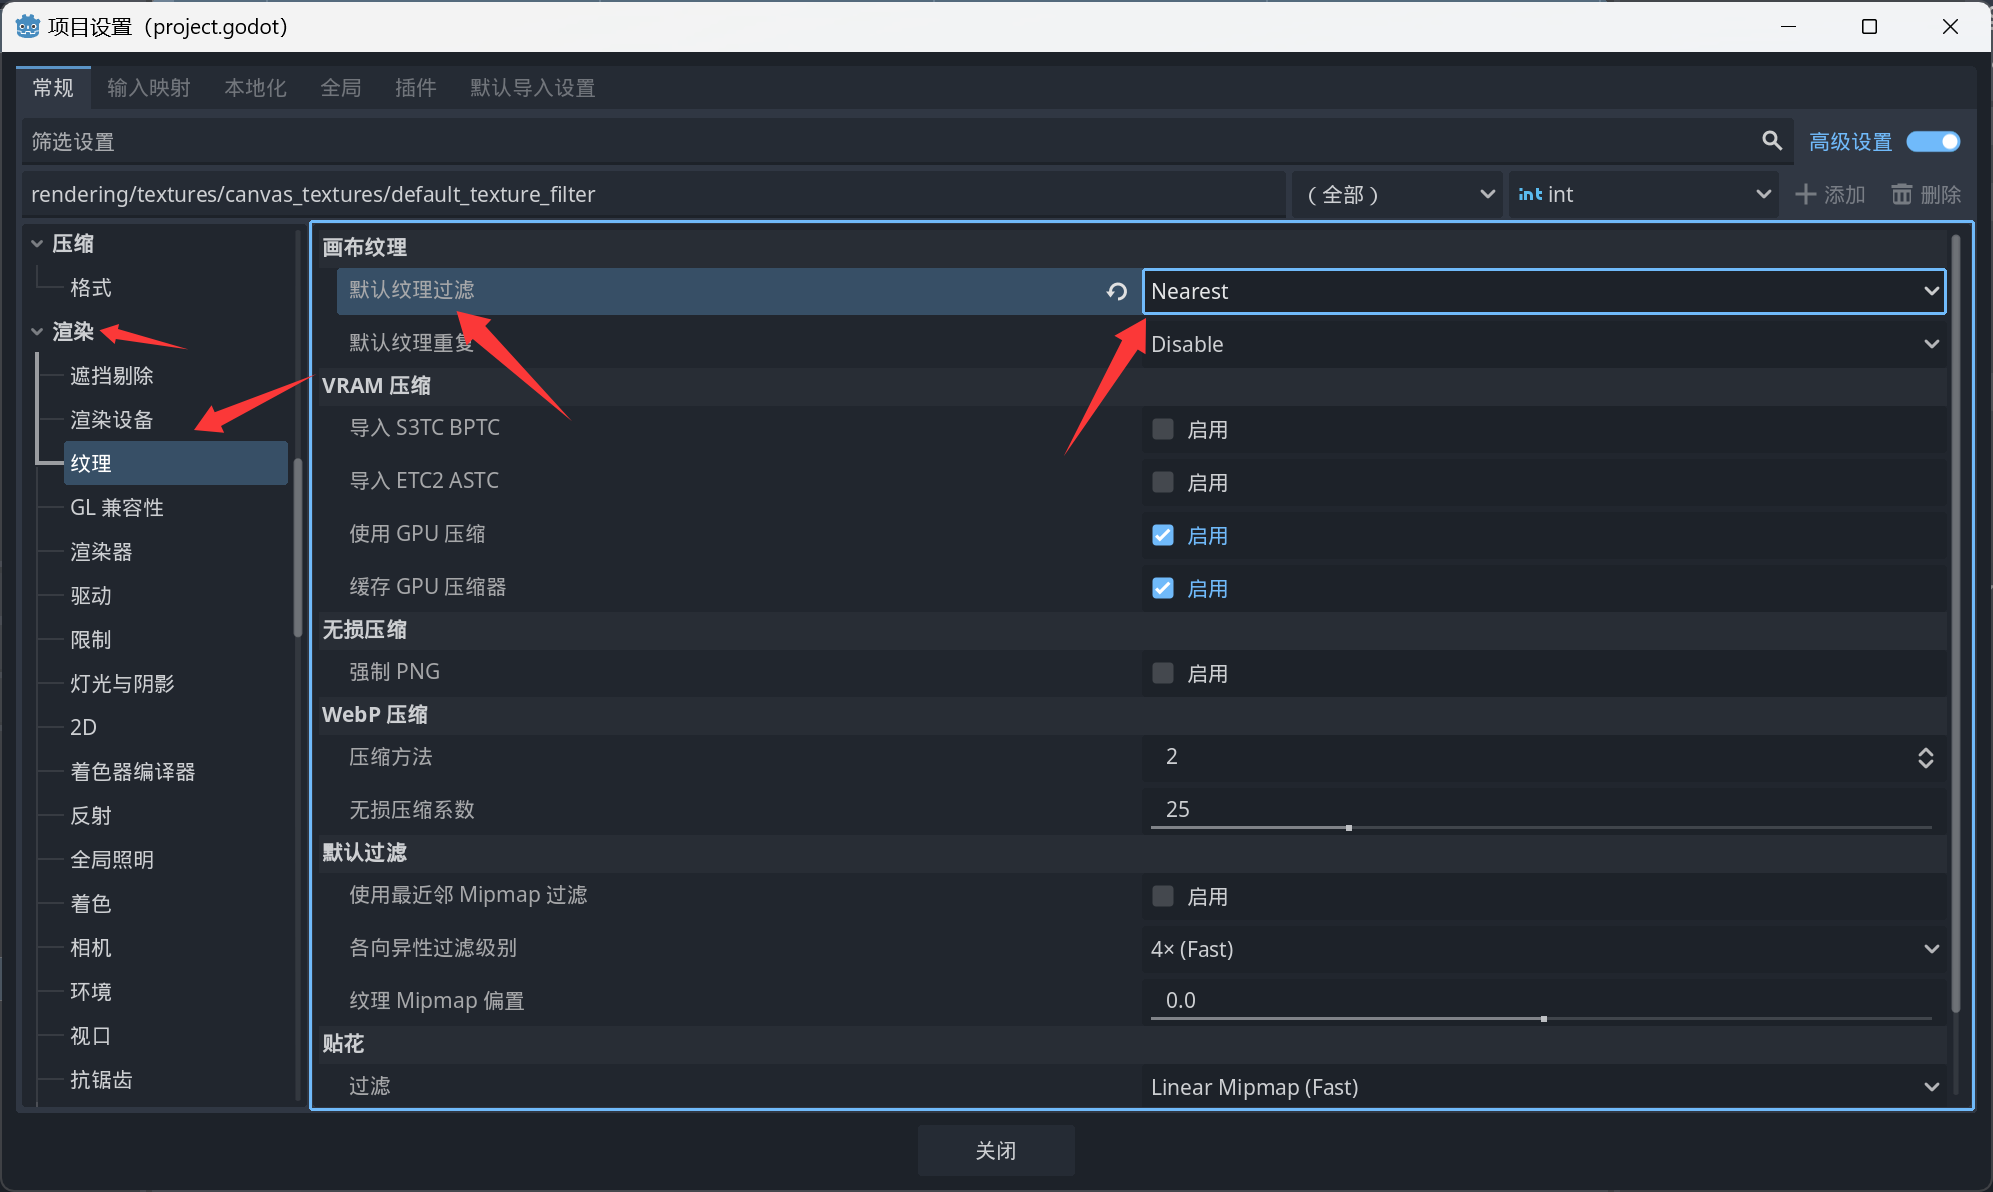 项目设置（project.godot）
常规 输入映射 本地化 全局 插件 默认导入设置
筛选设置 高级设置
rendering/textures/canvas_textures/default_texture_filter （全部） int int 添加 删除
压缩
格式
渲染
遮挡剔除
渲染设备
纹理
GL 兼容性
渲染器
驱动
限制
灯光与阴影
2D
着色器编译器
反射
全局照明
着色
相机
环境
视口
抗锯齿
画布纹理
默认纹理过滤 Nearest
默认纹理重复 Disable
VRAM 压缩
导入 S3TC BPTC 启用
导入 ETC2 ASTC 启用
使用 GPU 压缩 启用
缓存 GPU 压缩器 启用
无损压缩
强制 PNG 启用
WebP 压缩
压缩方法 2
无损压缩系数 25
默认过滤
使用最近邻 Mipmap 过滤 启用
各向异性过滤级别 4× (Fast)
纹理 Mipmap 偏置 0.0
贴花
过滤 Linear Mipmap (Fast)
关闭